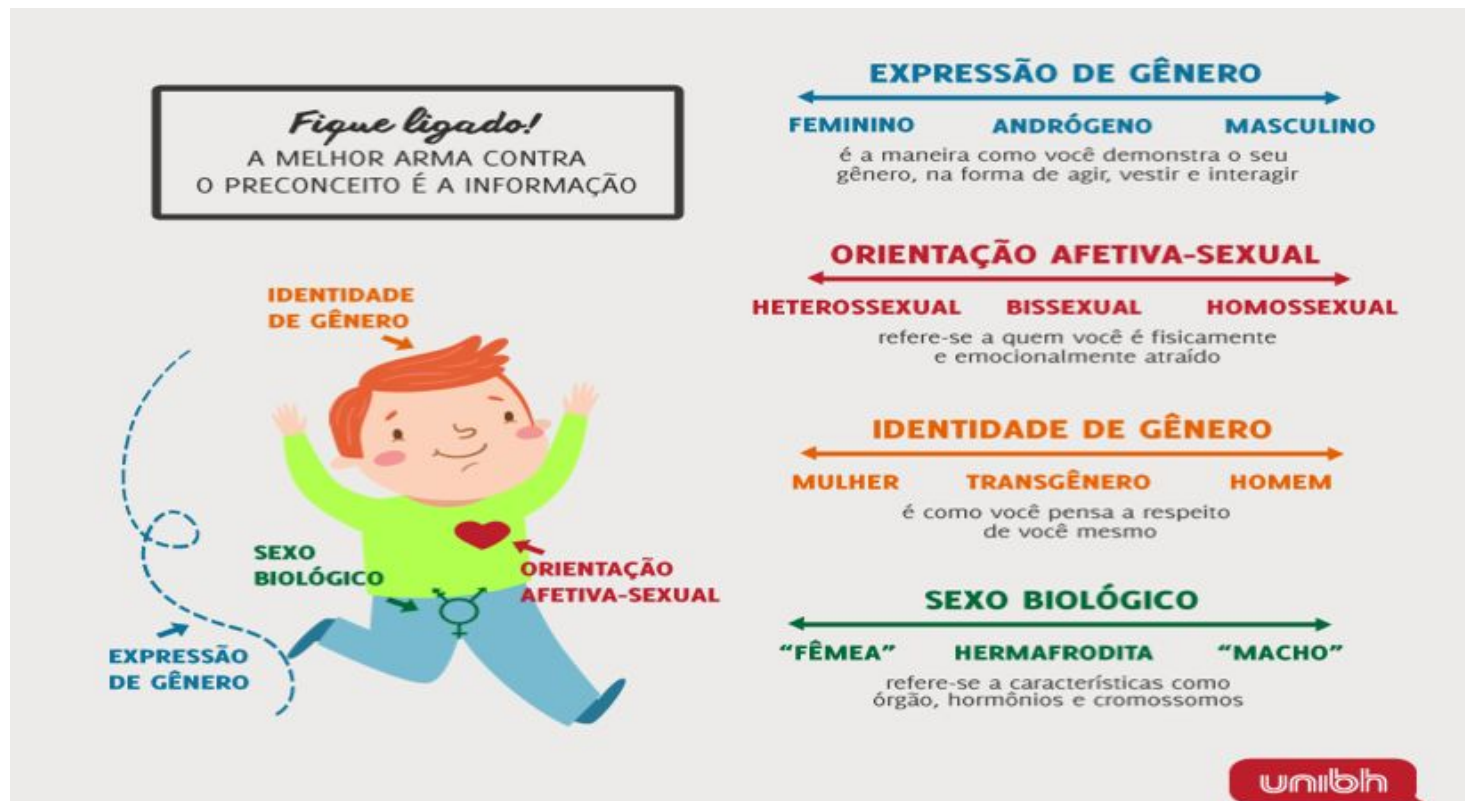 Fique ligado!
A MELHOR ARMA CONTRA
O PRECONCEITO É A INFORMAÇÃO
IDENTIDADE
DE GÊNERO
SEXO
BIOLÓGICO
ORIENTAÇÃO
AFETIVA-SEXUAL
EXPRESSÃO
DE GÊNERO
EXPRESSÃO DE GÊNERO
FEMININO ANDRÓGENO MASCULINO
é a maneira como você demonstra o seu
gênero, na forma de agir, vestir e interagir
ORIENTAÇÃO AFETIVA-SEXUAL
HETEROSSEXUAL BISSEXUAL HOMOSSEXUAL
refere-se a quem você é fisicamente
e emocionalmente atraído
IDENTIDADE DE GÊNERO
MULHER TRANSGÊNERO HOMEM
é como você pensa a respeito
de você mesmo
SEXO BIOLÓGICO
“FÊMEA” HERMAFRODITA “MACHO”
refere-se a características como
órgão, hormônios e cromossomos
unibh